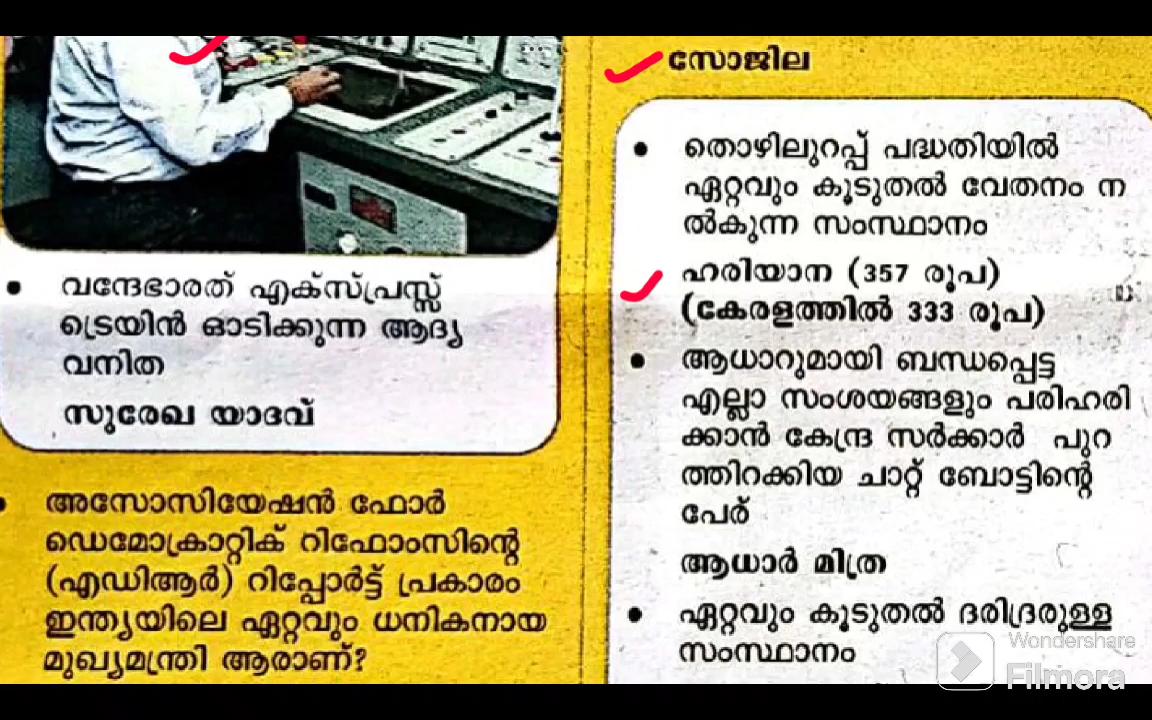 വന്ദേഭാരത് എക്സ്പ്രസ്സ്
ട്രെയിൻ ഓടിക്കുന്ന ആദ്യ
വനിത
സുരേഖ യാദവ്
അസോസിയേഷൻ ഫോർ
ഡെമോക്രാറ്റിക് റിഫോംസിന്റെ
(എഡിആർ) റിപ്പോർട്ട് പ്രകാരം
ഇന്ത്യയിലെ ഏറ്റവും ധനികനായ
മുഖ്യമന്ത്രി ആരാണ്?
സോജില
തൊഴിലുറപ്പ് പദ്ധതിയിൽ
ഏറ്റവും കൂടുതൽ വേതനം ന
ൽകുന്ന സംസ്ഥാനം
ഹരിയാന (357 രൂപ)
(കേരളത്തിൽ 333 രൂപ)
ആധാറുമായി ബന്ധപ്പെട്ട
എല്ലാ സംശയങ്ങളും പരിഹരി
ക്കാൻ കേന്ദ്ര സർക്കാർ പുറ
ത്തിറക്കിയ ചാറ്റ് ബോട്ടിന്റെ
പേര്
ആധാർ മിത്ര
ഏറ്റവും കൂടുതൽ ദരിദ്രരുള്ള
സംസ്ഥാനം
Wondershare
Filmora